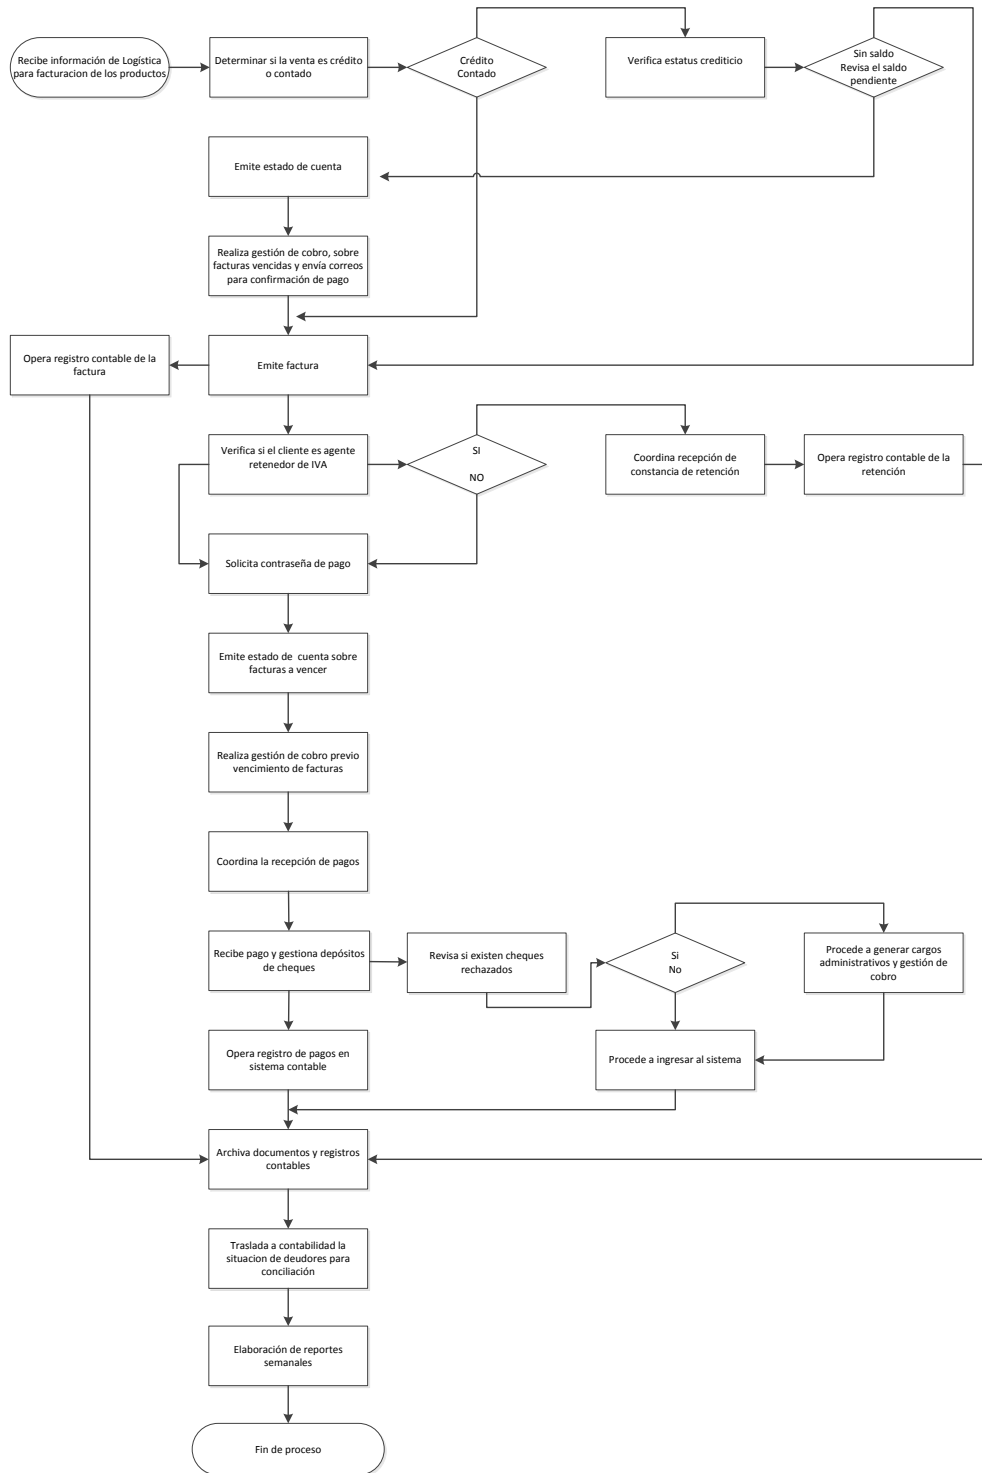 Recibe información de Logística
para facturacion de los productos
Determinar si la venta es crédito
o contado
Crédito
Contado
Verifica estatus crediticio
Sin saldo
Revisa el saldo
pendiente
Emite estado de cuenta
Realiza gestión de cobro, sobre
facturas vencidas y envía correos
para confirmación de pago
Opera registro contable de la
factura
Emite factura
Verifica si el cliente es agente
retenedor de IVA
SI
NO
Coordina recepción de
constancia de retención
Opera registro contable de la
retención
Solicita contraseña de pago
Emite estado de cuenta sobre
facturas a vencer
Realiza gestión de cobro previo
vencimiento de facturas
Coordina la recepción de pagos
Recibe pago y gestiona depósitos
de cheques
Revisa si existen cheques
rechazados
Si
No
Procede a generar cargos
administrativos y gestión de
cobro
Opera registro de pagos en
sistema contable
Procede a ingresar al sistema
Archiva documentos y registros
contables
Traslada a contabilidad la
situacion de deudores para
conciliación
Elaboración de reportes
semanales
Fin de proceso